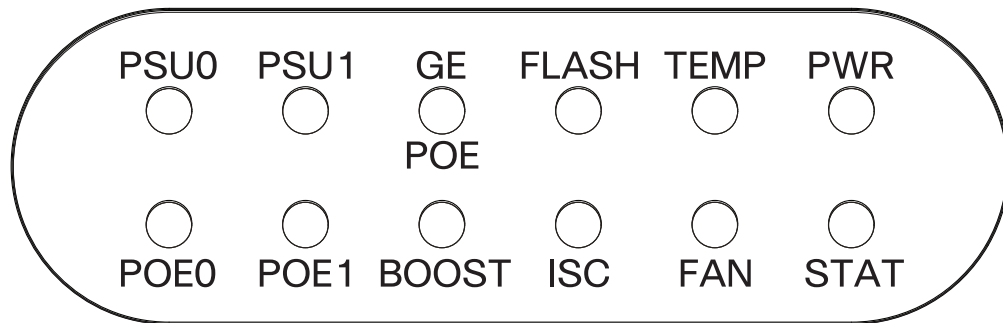 PSU0 PSU1 GE FLASH TEMP PWR
POE
POE0 POE1 BOOST ISC FAN STAT